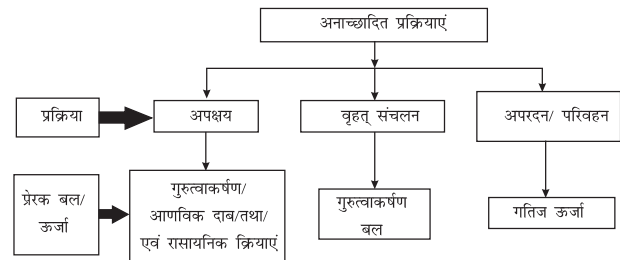 अनाच्छादित प्रक्रियाएं
प्रक्रिया
अपक्षय
वृहत् संचलन
अपरदन/ परिवहन
प्रेरक बल/
ऊर्जा
गुरुत्वाकर्षण/
आणविक दाब/तथा/
एवं रासायनिक क्रियाएं
गुरुत्वाकर्षण
बल
गतिज ऊर्जा